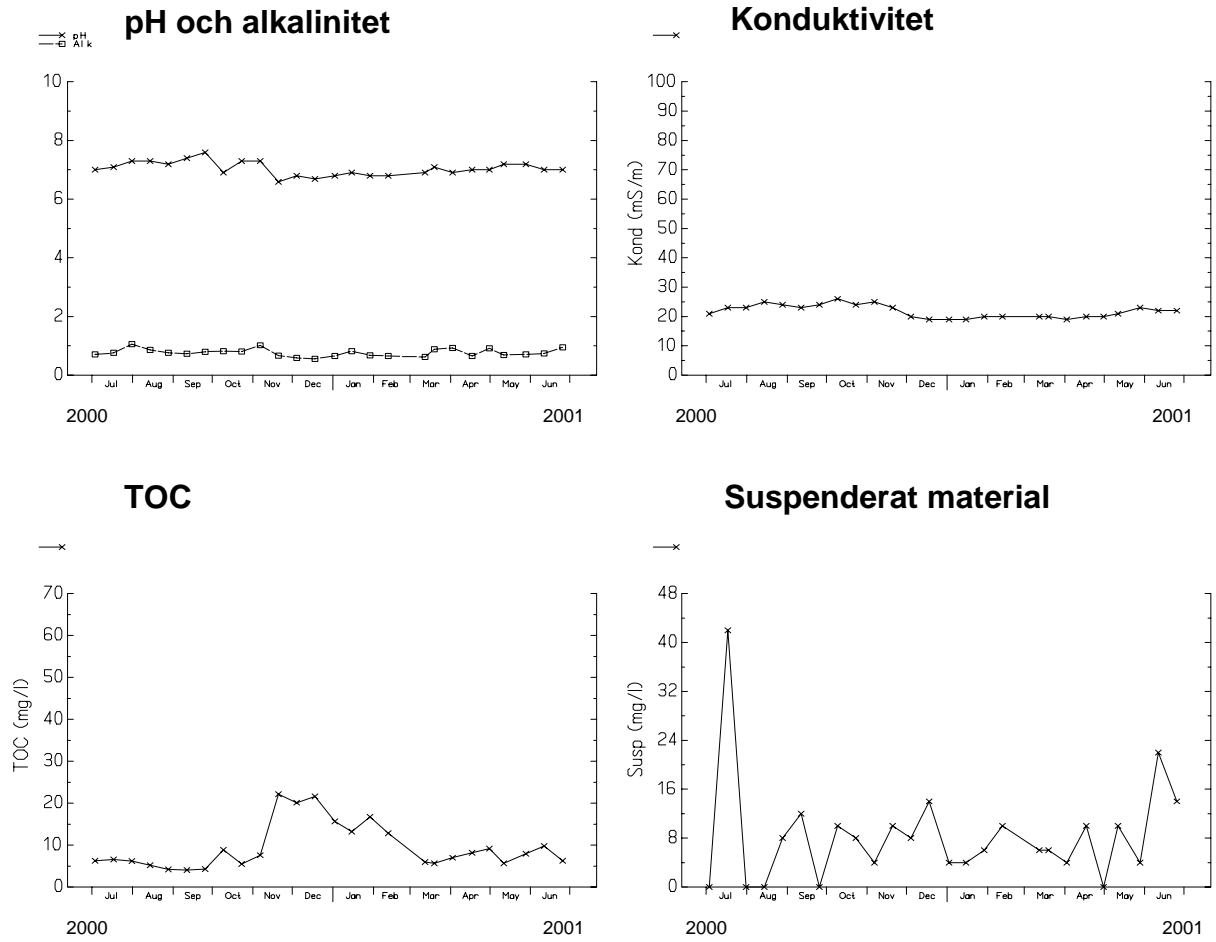 pH och alkalinitet
pH
Alk
10
8
6
4
2
0
Jul Aug Sep Oct Nov Dec Jan Feb Mar Apr May Jun
2000 2001
Konduktivitet
100
90
80
70
60
50
40
30
20
10
0
Kond (mS/m)
Jul Aug Sep Oct Nov Dec Jan Feb Mar Apr May Jun
2000 2001
TOC
70
60
50
40
30
20
10
0
TOC (mg/l)
Jul Aug Sep Oct Nov Dec Jan Feb Mar Apr May Jun
2000 2001
Suspenderat material
48
40
32
24
16
8
0
Susp (mg/l)
Jul Aug Sep Oct Nov Dec Jan Feb Mar Apr May Jun
2000 2001